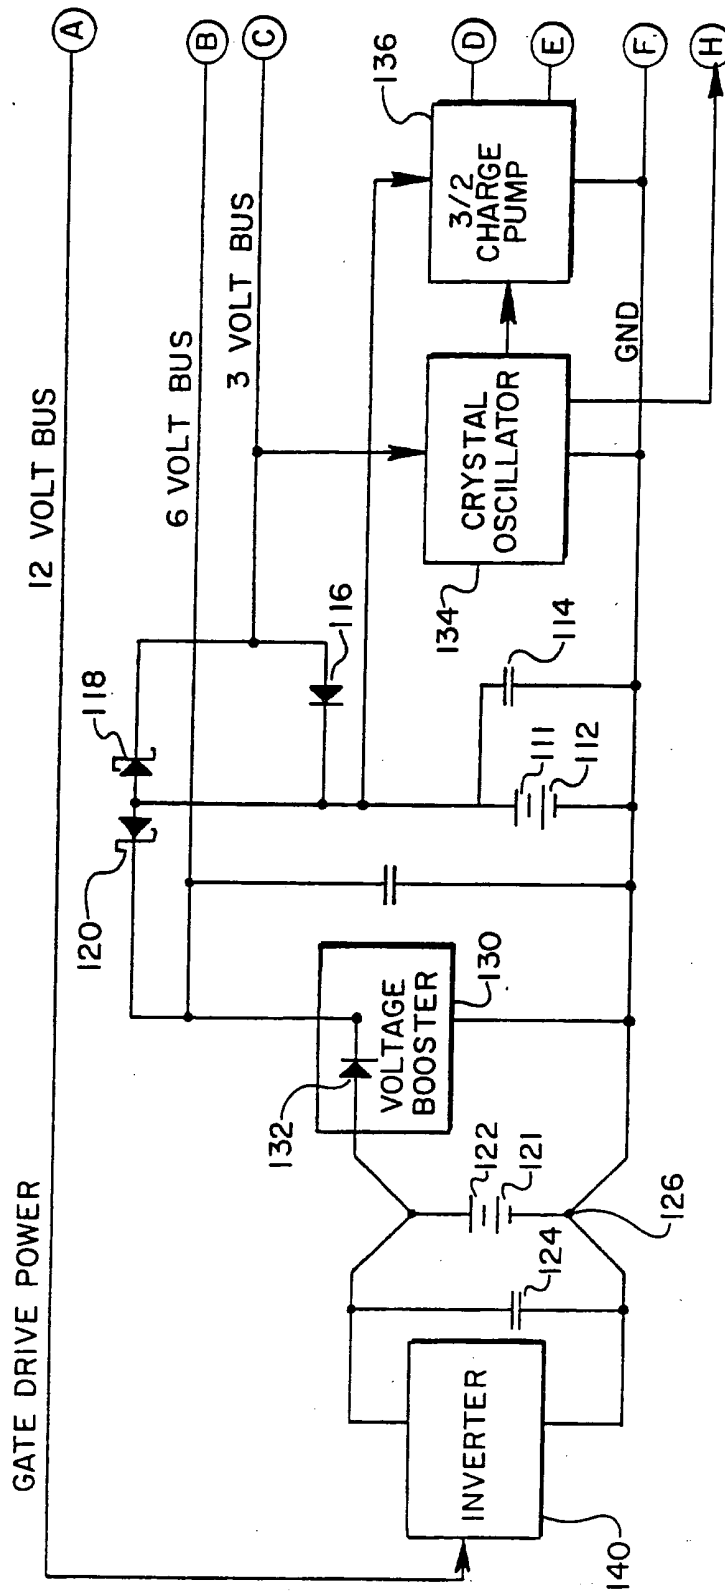 GATE DRIVE POWER
12 VOLT BUS
A
6 VOLT BUS
B
3 VOLT BUS
C
120
118
116
136
3/2
CHARGE
PUMP
D
E
132
VOLTAGE
BOOSTER
130
CRYSTAL
OSCILLATOR
134
114
111
112
122
121
124
126
INVERTER
140
GND
F
H